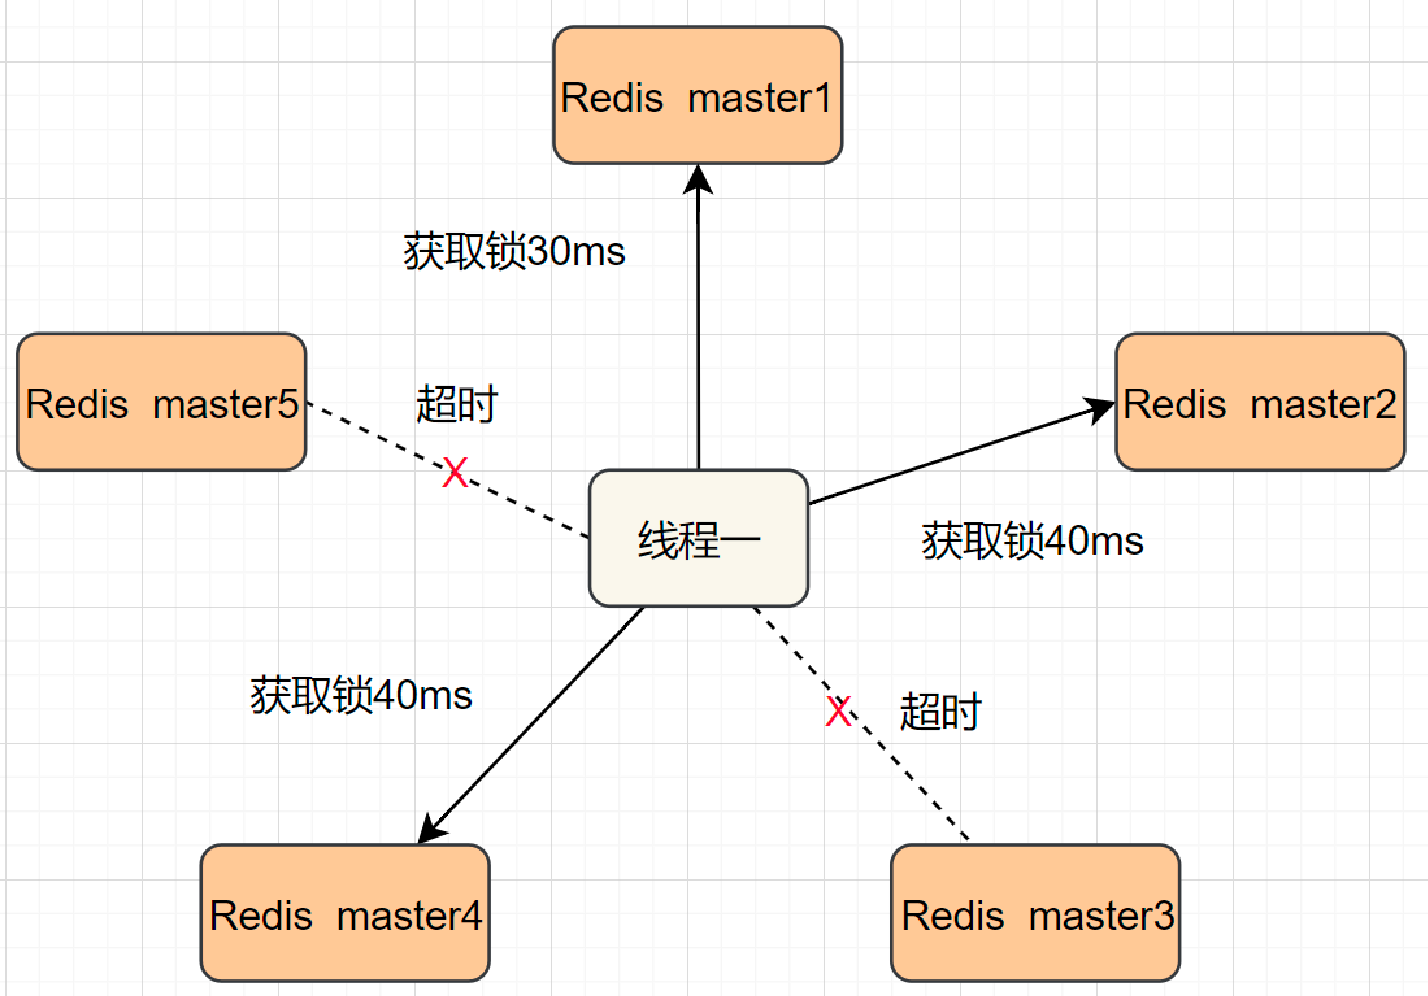 Redis master1
获取锁30ms
Redis master5
超时
Redis master2
X
线程一
获取锁40ms
获取锁40ms
X
超时
Redis master4
Redis master3